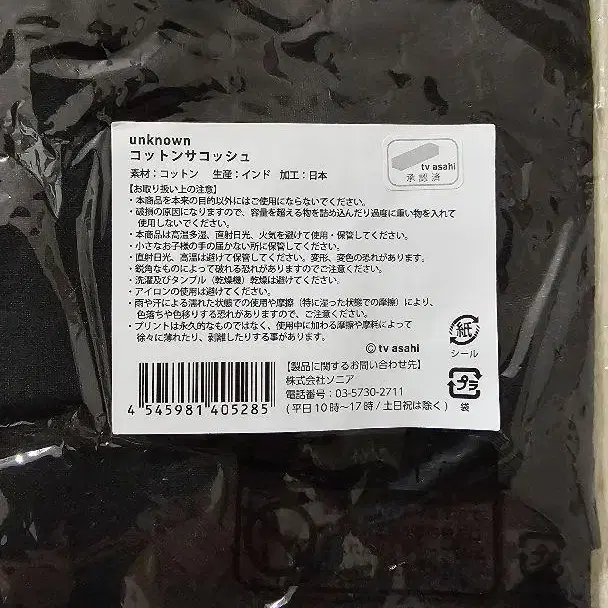 unknown
コットンサコッシュ
素材：コットン 生産：インド 加工：日本
tv asahi
承認済
【お取り扱い上の注意】
・本商品を本来の目的以外にはご使用にならないでください。
・破損の原因になりますので、容量を超える物を詰め込んだり過度に重い物を入れて
使用しないでください。
・本商品は高温多湿、直射日光、火気を避けて使用・保管してください。
・小さなお子様の手の届かない所に保管してください。
・直射日光、高温は避けて保管してください。変形、変色の恐れがあります。
・鋭角なものによって破れる恐れがありますのでご注意ください。
・洗濯及びタンブル（乾燥機）乾燥は避けてください。
・アイロンの使用は避けてください。
・雨や汗による濡れた状態での使用や摩擦（特に湿った状態での摩擦）により、
色落ちや色移りする恐れがありますので、ご注意ください。
・プリントは永久的なものではなく、使用中に加わる摩擦や摩耗によって
徐々に薄れたり、剥離したりする事があります。
Ⓒtv asahi
紙
シール
プラ
袋
4 545981 405285
【製品に関するお問い合わせ先】
株式会社ソニア
電話番号：03-5730-2711
(平日10時～17時/土日祝は除く)